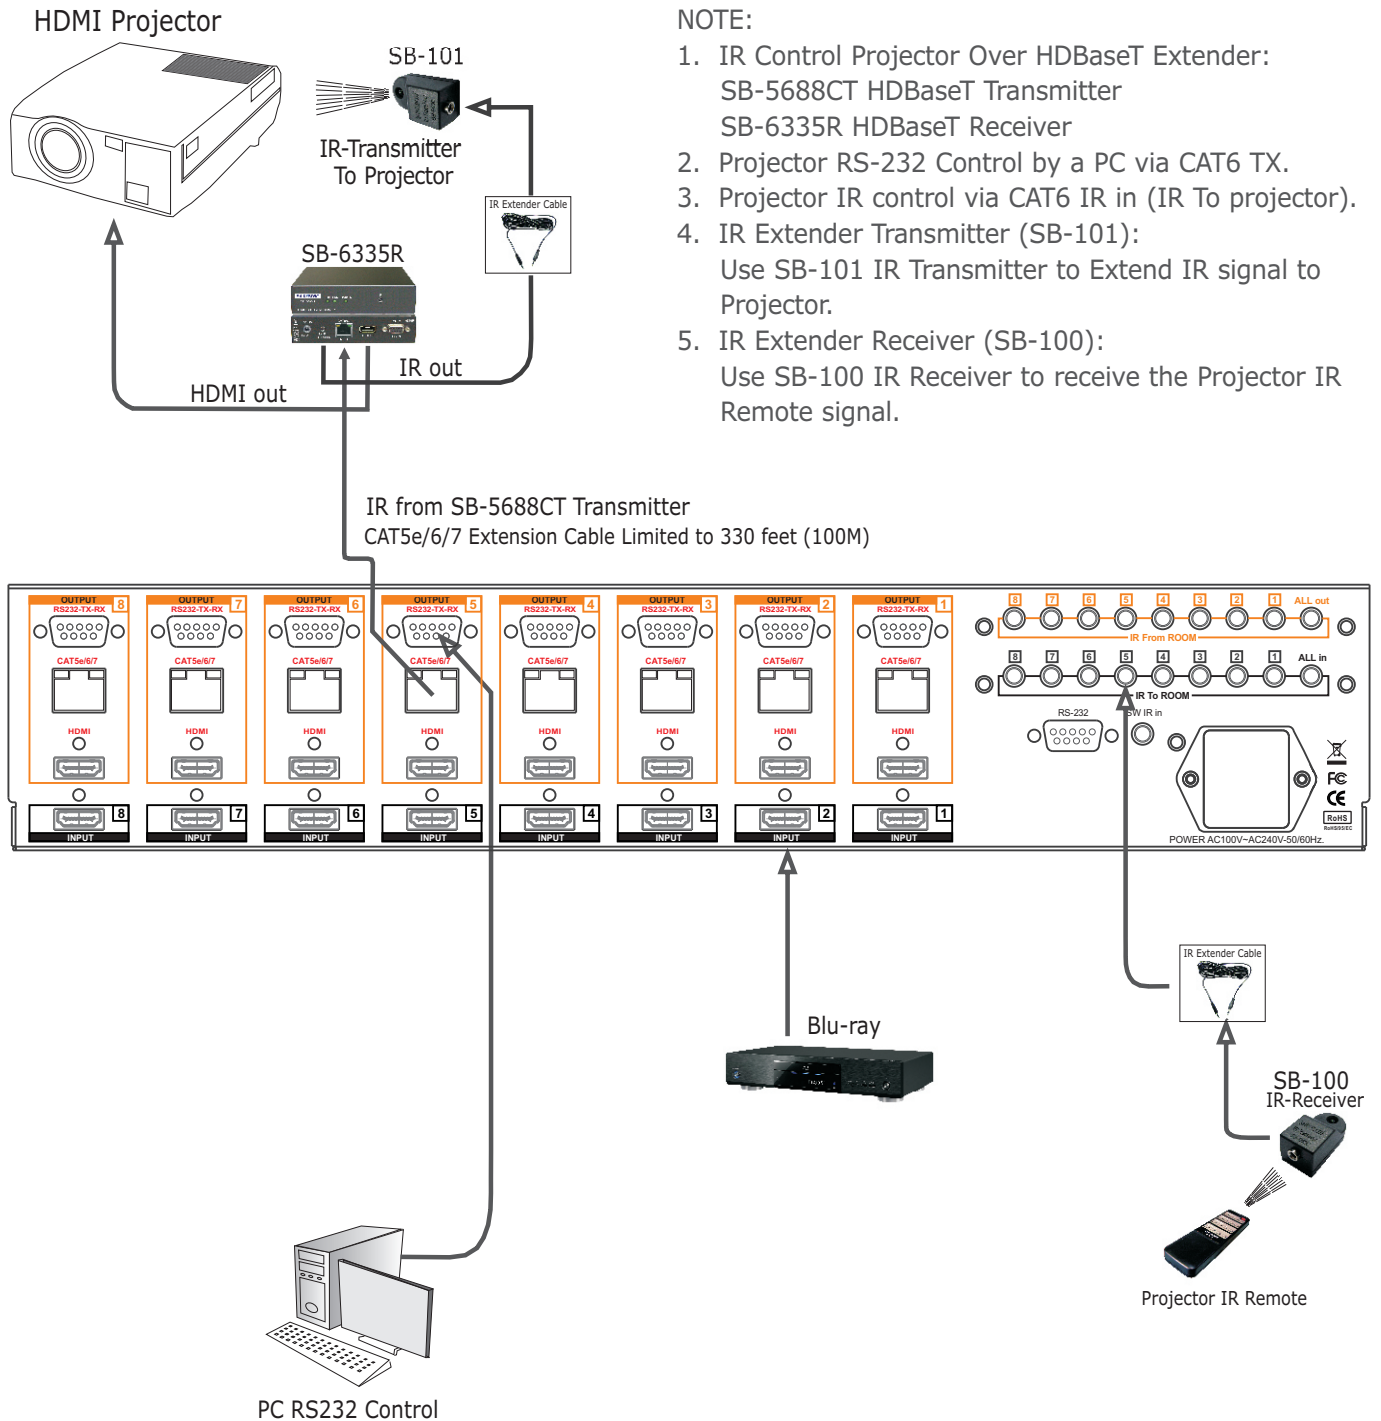 HDMI Projector
SB-101
IR-Transmitter
To Projector
IR Extender Cable
SB-6335R
IR out
HDMI out
NOTE:
1. IR Control Projector Over HDBaseT Extender:
SB-5688CT HDBaseT Transmitter
SB-6335R HDBaseT Receiver
2. Projector RS-232 Control by a PC via CAT6 TX.
3. Projector IR control via CAT6 IR in (IR To projector).
4. IR Extender Transmitter (SB-101):
Use SB-101 IR Transmitter to Extend IR signal to
Projector.
5. IR Extender Receiver (SB-100):
Use SB-100 IR Receiver to receive the Projector IR
Remote signal.
IR from SB-5688CT Transmitter
CAT5e/6/7 Extension Cable Limited to 330 feet (100M)
OUTPUT 8 OUTPUT 7 OUTPUT 6 OUTPUT 5 OUTPUT 4 OUTPUT 3 OUTPUT 2 OUTPUT 1
RS232-TX-RX RS232-TX-RX RS232-TX-RX RS232-TX-RX RS232-TX-RX RS232-TX-RX RS232-TX-RX RS232-TX-RX
CAT5e/6/7 CAT5e/6/7 CAT5e/6/7 CAT5e/6/7 CAT5e/6/7 CAT5e/6/7 CAT5e/6/7 CAT5e/6/7
HDMI HDMI HDMI HDMI HDMI HDMI HDMI HDMI
8 7 6 5 4 3 2 1
INPUT INPUT INPUT INPUT INPUT INPUT INPUT INPUT
8 7 6 5 4 3 2 1 ALL out
IR From ROOM
8 7 6 5 4 3 2 1 ALL in
IR To ROOM
RS-232
SW IR in
FC
CE
RoHS
RoHS/95/EC
POWER AC100V~AC240V-50/60Hz.
IR Extender Cable
Blu-ray
SB-100
IR-Receiver
Projector IR Remote
PC RS232 Control